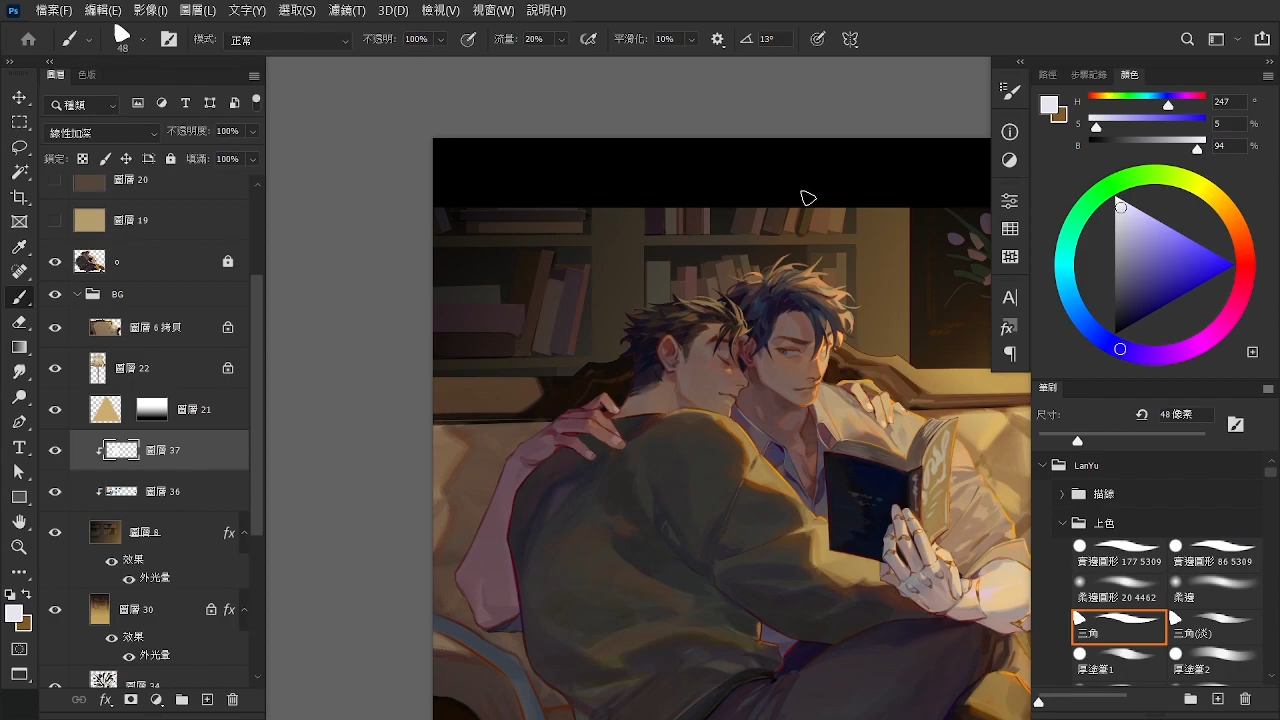 Ps 檔案(F) 編輯(E) 影像(I) 圖層(L) 文字(Y) 選取(S) 濾鏡(T) 3D(D) 檢視(V) 視窗(W) 說明(H)
48 模式: 正常 不透明: 100% 流量: 20% 平滑化: 10% 13°
圖層 色版
種類
線性加深 不透明度: 100%
鎖定: 填滿: 100%
圖層 20
圖層 19
o
BG
圖層 6 拷貝
圖層 22
圖層 21
圖層 37
圖層 36
fx
效果
外光暈
圖層 30 fx
效果
外光暈
圖層 34
路徑 步驟記錄 顏色
H 247 °
S 5 %
B 94 %
筆刷
尺寸: 48 像素
LanYu
描線
上色
實邊圓形 177 5309 實邊圓形 86 5309
柔邊圓形 20 4462 柔邊
三角 三角(淡)
厚塗筆1 厚塗筆2